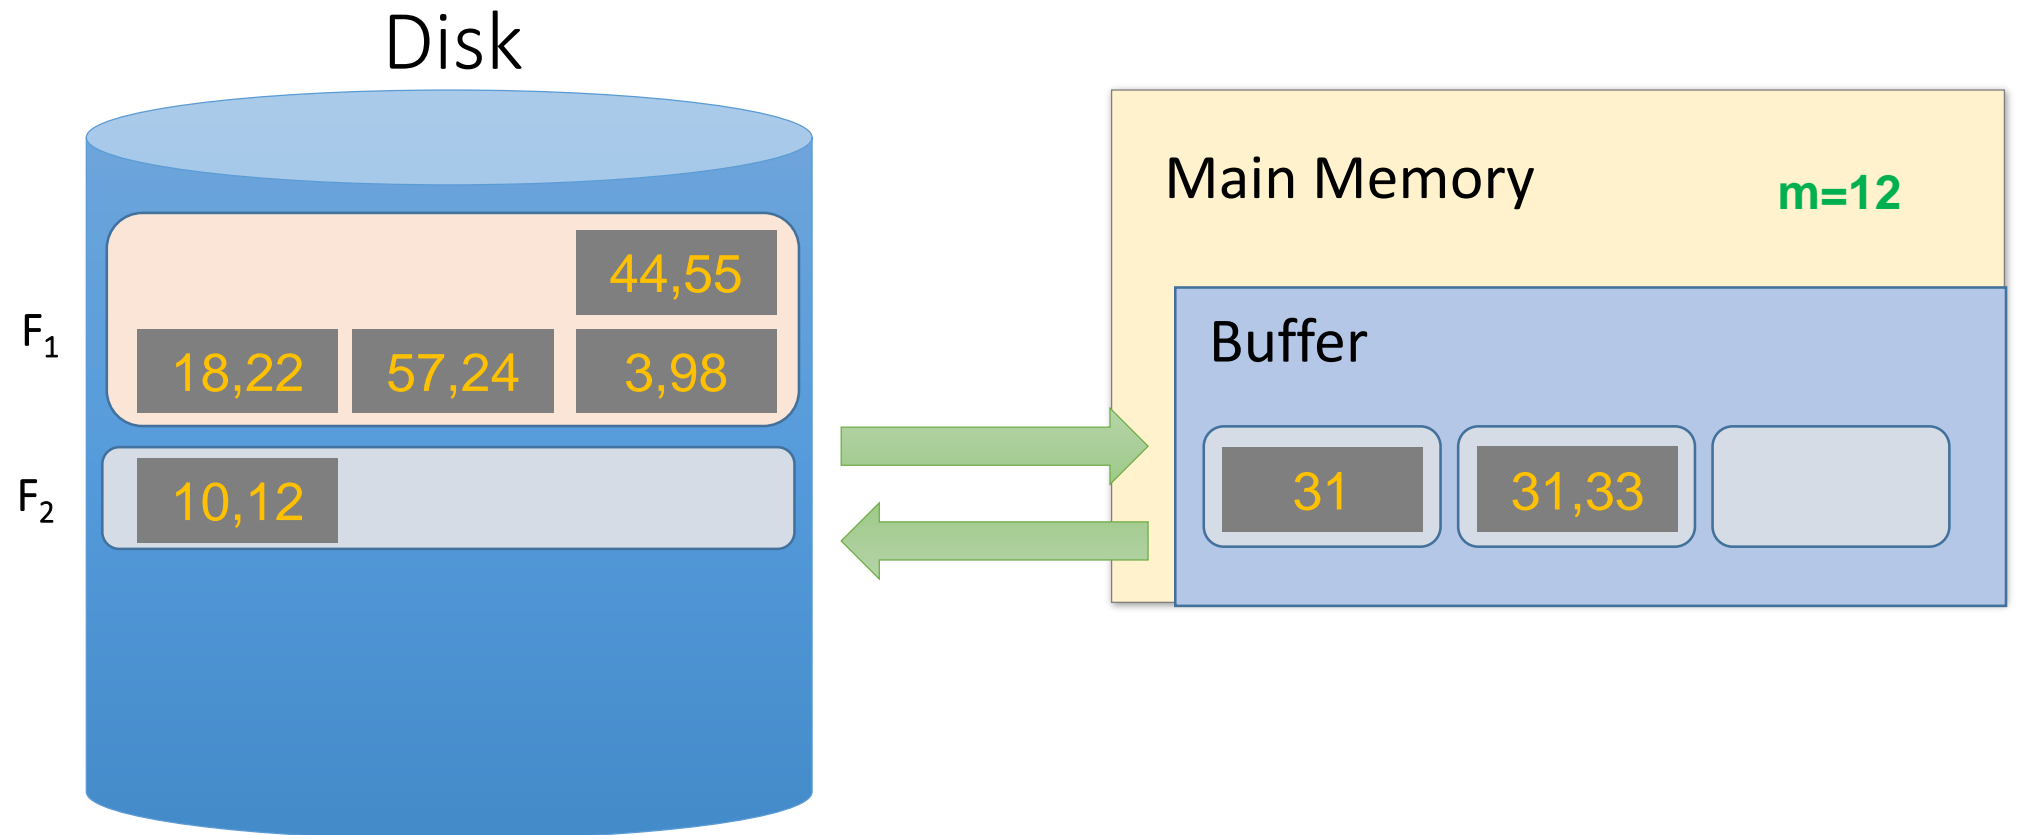 Disk
Main Memory
m=12
44,55
F1
18,22
57,24
3,98
Buffer
F2
10,12
31
31,33